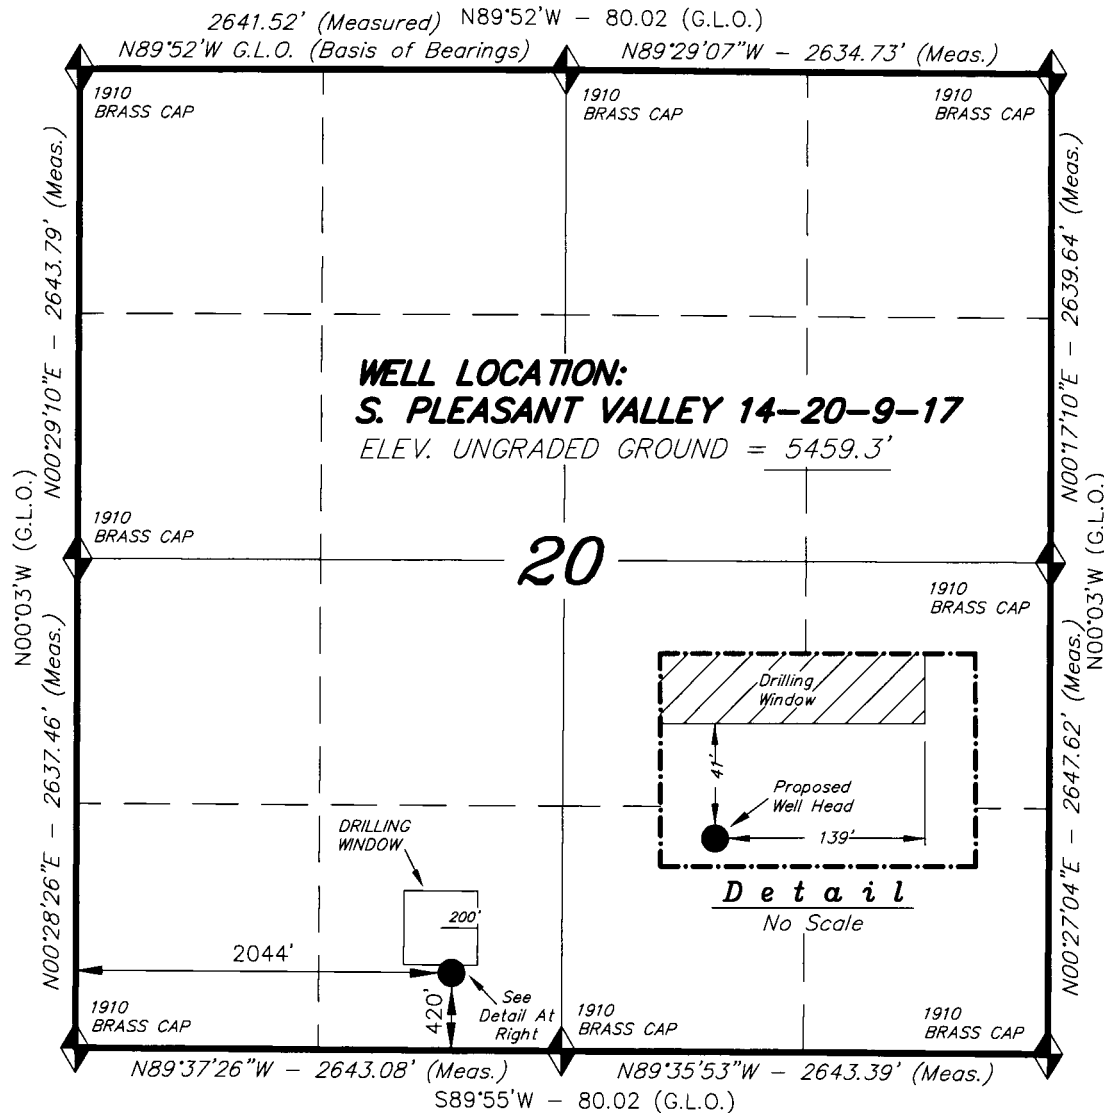 2641.52' (Measured) N89°52'W - 80.02 (G.L.O.)
N89°52'W G.L.O. (Basis of Bearings)
N89°29'07"W - 2634.73' (Meas.)
1910
BRASS CAP
1910
BRASS CAP
1910
BRASS CAP
N00°29'10"E - 2643.79' (Meas.)
N00°17'10"E - 2639.64' (Meas.)
WELL LOCATION:
S. PLEASANT VALLEY 14-20-9-17
ELEV. UNGRADED GROUND = 5459.3'
N00°03'W (G.L.O.)
N00°03'W (G.L.O.)
1910
BRASS CAP
20
1910
BRASS CAP
N00°28'26"E - 2637.46' (Meas.)
N00°27'04"E - 2647.62' (Meas.)
Drilling
Window
41'
Proposed
Well Head
139'
Detail
No Scale
DRILLING
WINDOW
200'
2044'
420'
See
Detail At
Right
1910
BRASS CAP
1910
BRASS CAP
1910
BRASS CAP
N89°37'26"W - 2643.08' (Meas.)
N89°35'53"W - 2643.39' (Meas.)
S89°55'W - 80.02 (G.L.O.)